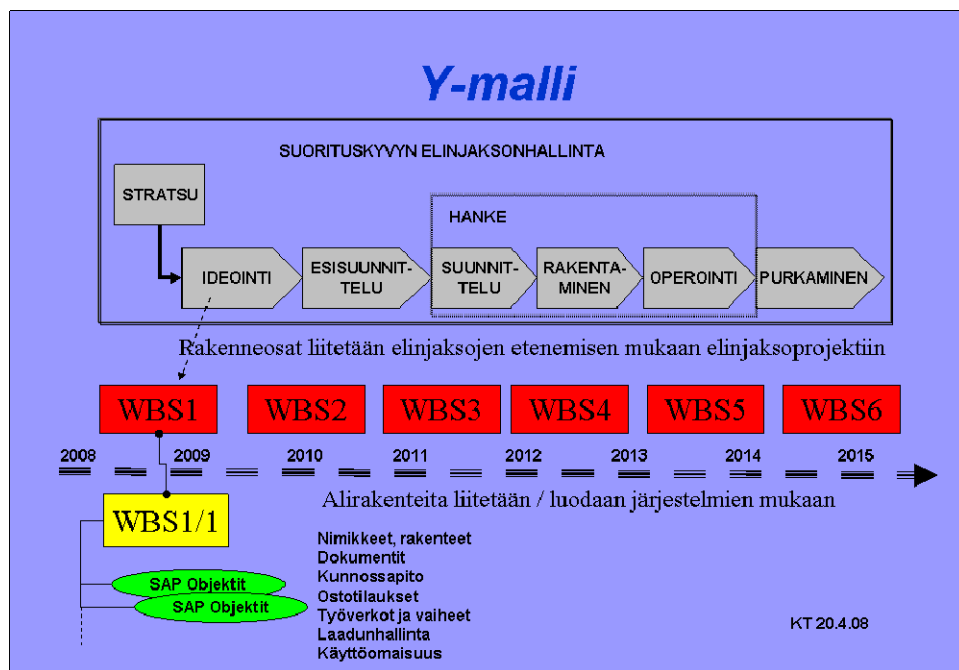 Y-malli
SUORITUSKYVYN ELINJAKSONHALLINTA
STRATSU
HANKE
IDEOINTI
ESISUUNNIT-
TELU
SUUNNIT-
TELU
RAKENTA-
MINEN
OPEROINTI
PURKAMINEN
Rakenneosat liitetään elinjaksojen etenemisen mukaan elinjaksoprojektiin
WBS1 WBS2 WBS3 WBS4 WBS5 WBS6
2008 2009 2010 2011 2012 2013 2014 2015
Alirakenteita liitetään / luodaan järjestelmien mukaan
WBS1/1
SAP Objektit
SAP Objektit
Nimikkeet, rakenteet
Dokumentit
Kunnossapito
Ostotilaukset
Työverkot ja vaiheet
Laadunhallinta
Käyttöomaisuus
KT 20.4.08